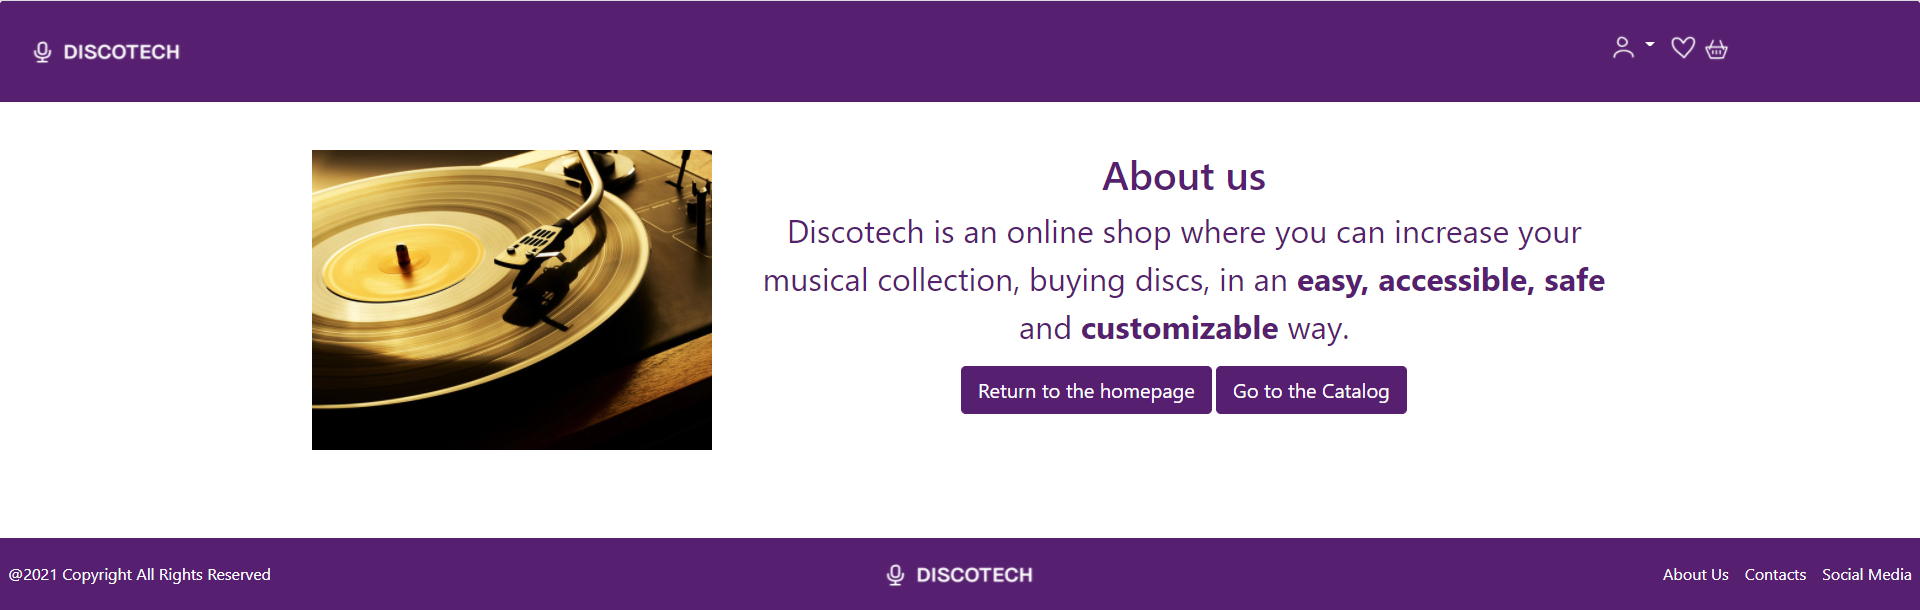 DISCOTECH
About us
Discotech is an online shop where you can increase your
musical collection, buying discs, in an easy, accessible, safe
and customizable way.
Return to the homepage Go to the Catalog
@2021 Copyright All Rights Reserved DISCOTECH About Us Contacts Social Media